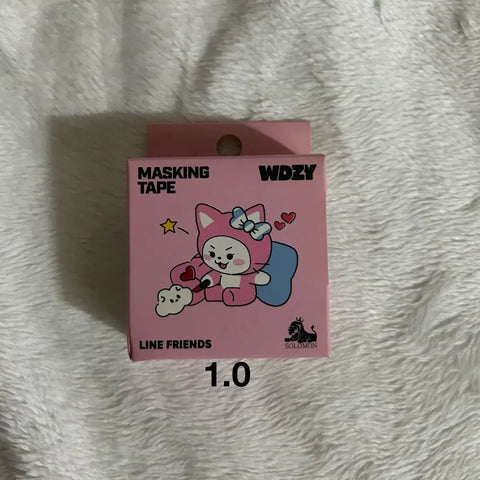 MASKING
TAPE
WDZY
LINE FRIENDS
SOLOMON
1.0